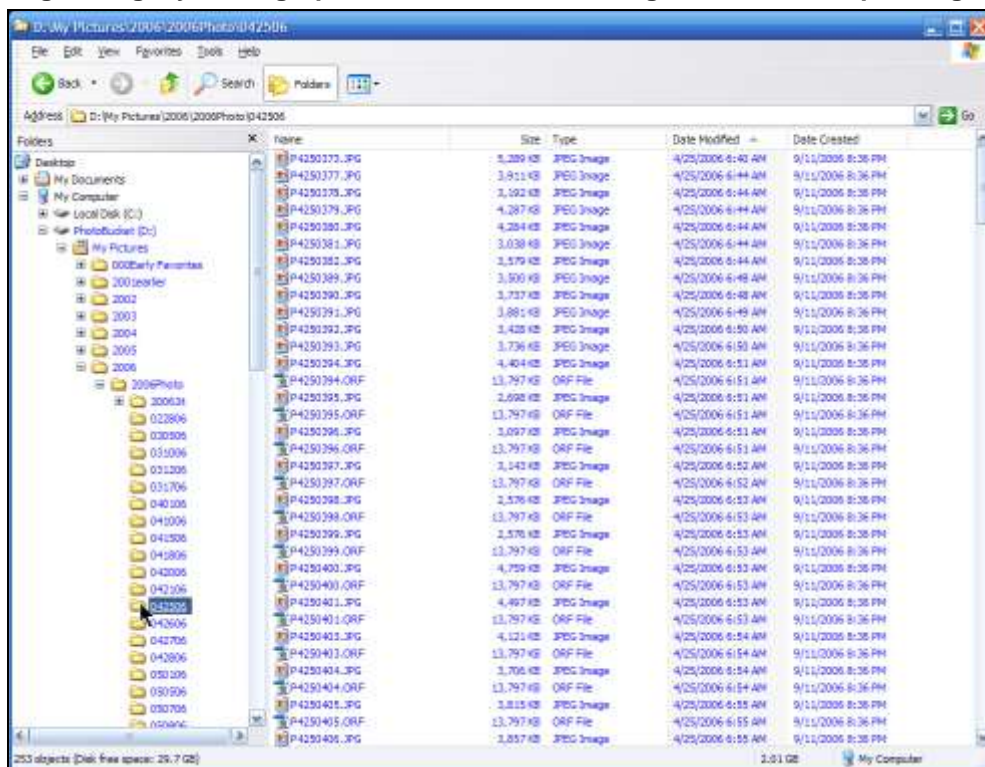 D:\My Pictures\2006\2006Photo\042506
File Edit View Favorites Tools Help
Back Search Folders
Address D:\My Pictures\2006\2006Photo\042506 Go
Folders Name Size Type Date Modified Date Created
Desktop
My Documents
My Computer
Local Disk (C:)
PhotoBucket (D:)
My Pictures
000Early Favorites
2001earlier
2002
2003
2004
2005
2006
2006Photo
022806
030506
031006
031206
031706
040106
041006
041506
041806
042006
042106
042506
042606
042706
042806
050106
050506
050706
P4250373.JPG 5,289 KB JPEG Image 4/25/2006 6:40 AM 9/11/2006 8:36 PM
P4250377.JPG 3,911 KB JPEG Image 4/25/2006 6:44 AM 9/11/2006 8:36 PM
P4250378.JPG 3,192 KB JPEG Image 4/25/2006 6:44 AM 9/11/2006 8:36 PM
P4250379.JPG 4,287 KB JPEG Image 4/25/2006 6:44 AM 9/11/2006 8:36 PM
P4250380.JPG 4,284 KB JPEG Image 4/25/2006 6:44 AM 9/11/2006 8:36 PM
P4250381.JPG 3,038 KB JPEG Image 4/25/2006 6:44 AM 9/11/2006 8:36 PM
P4250382.JPG 3,579 KB JPEG Image 4/25/2006 6:44 AM 9/11/2006 8:36 PM
P4250389.JPG 3,500 KB JPEG Image 4/25/2006 6:48 AM 9/11/2006 8:36 PM
P4250390.JPG 3,737 KB JPEG Image 4/25/2006 6:48 AM 9/11/2006 8:36 PM
P4250391.JPG 3,881 KB JPEG Image 4/25/2006 6:49 AM 9/11/2006 8:36 PM
P4250392.JPG 3,428 KB JPEG Image 4/25/2006 6:50 AM 9/11/2006 8:36 PM
P4250393.JPG 3,736 KB JPEG Image 4/25/2006 6:50 AM 9/11/2006 8:36 PM
P4250394.JPG 4,404 KB JPEG Image 4/25/2006 6:51 AM 9/11/2006 8:36 PM
P4250394.ORF 13,797 KB ORF File 4/25/2006 6:51 AM 9/11/2006 8:36 PM
P4250395.JPG 2,698 KB JPEG Image 4/25/2006 6:51 AM 9/11/2006 8:36 PM
P4250395.ORF 13,797 KB ORF File 4/25/2006 6:51 AM 9/11/2006 8:36 PM
P4250396.JPG 3,097 KB JPEG Image 4/25/2006 6:51 AM 9/11/2006 8:36 PM
P4250396.ORF 13,797 KB ORF File 4/25/2006 6:51 AM 9/11/2006 8:36 PM
P4250397.JPG 3,143 KB JPEG Image 4/25/2006 6:52 AM 9/11/2006 8:36 PM
P4250397.ORF 13,797 KB ORF File 4/25/2006 6:52 AM 9/11/2006 8:36 PM
P4250398.JPG 2,576 KB JPEG Image 4/25/2006 6:53 AM 9/11/2006 8:36 PM
P4250398.ORF 13,797 KB ORF File 4/25/2006 6:53 AM 9/11/2006 8:36 PM
P4250399.JPG 2,576 KB JPEG Image 4/25/2006 6:53 AM 9/11/2006 8:36 PM
P4250399.ORF 13,797 KB ORF File 4/25/2006 6:53 AM 9/11/2006 8:36 PM
P4250400.JPG 4,759 KB JPEG Image 4/25/2006 6:53 AM 9/11/2006 8:36 PM
P4250400.ORF 13,797 KB ORF File 4/25/2006 6:53 AM 9/11/2006 8:36 PM
P4250401.JPG 4,497 KB JPEG Image 4/25/2006 6:53 AM 9/11/2006 8:36 PM
P4250401.ORF 13,797 KB ORF File 4/25/2006 6:53 AM 9/11/2006 8:36 PM
P4250403.JPG 4,121 KB JPEG Image 4/25/2006 6:54 AM 9/11/2006 8:36 PM
P4250403.ORF 13,797 KB ORF File 4/25/2006 6:54 AM 9/11/2006 8:36 PM
P4250404.JPG 3,706 KB JPEG Image 4/25/2006 6:54 AM 9/11/2006 8:36 PM
P4250404.ORF 13,797 KB ORF File 4/25/2006 6:54 AM 9/11/2006 8:36 PM
P4250405.JPG 3,815 KB JPEG Image 4/25/2006 6:55 AM 9/11/2006 8:36 PM
P4250405.ORF 13,797 KB ORF File 4/25/2006 6:55 AM 9/11/2006 8:36 PM
P4250406.JPG 3,857 KB JPEG Image 4/25/2006 6:55 AM 9/11/2006 8:36 PM
253 objects (Disk free space: 29.7 GB) 2.01 GB My Computer